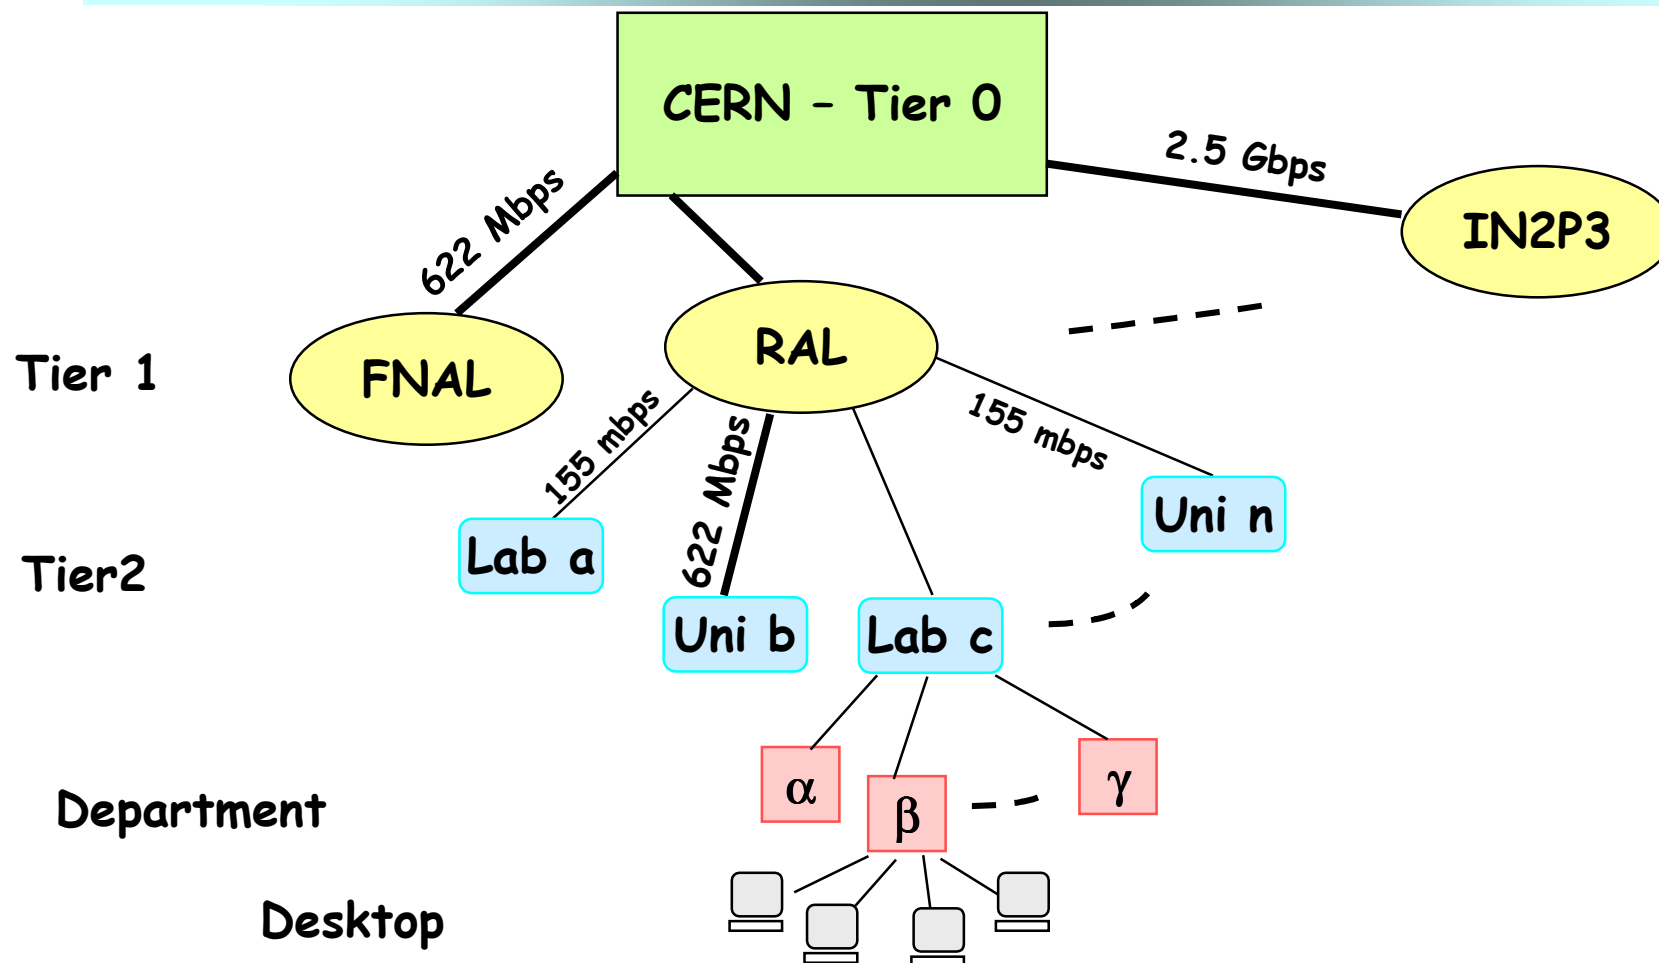 CERN – Tier 0
2.5 Gbps
622 Mbps
IN2P3
Tier 1
FNAL
RAL
155 mbps
622 Mbps
155 mbps
Tier2
Lab a
Uni b
Lab c
Uni n
Department
α
β
γ
Desktop